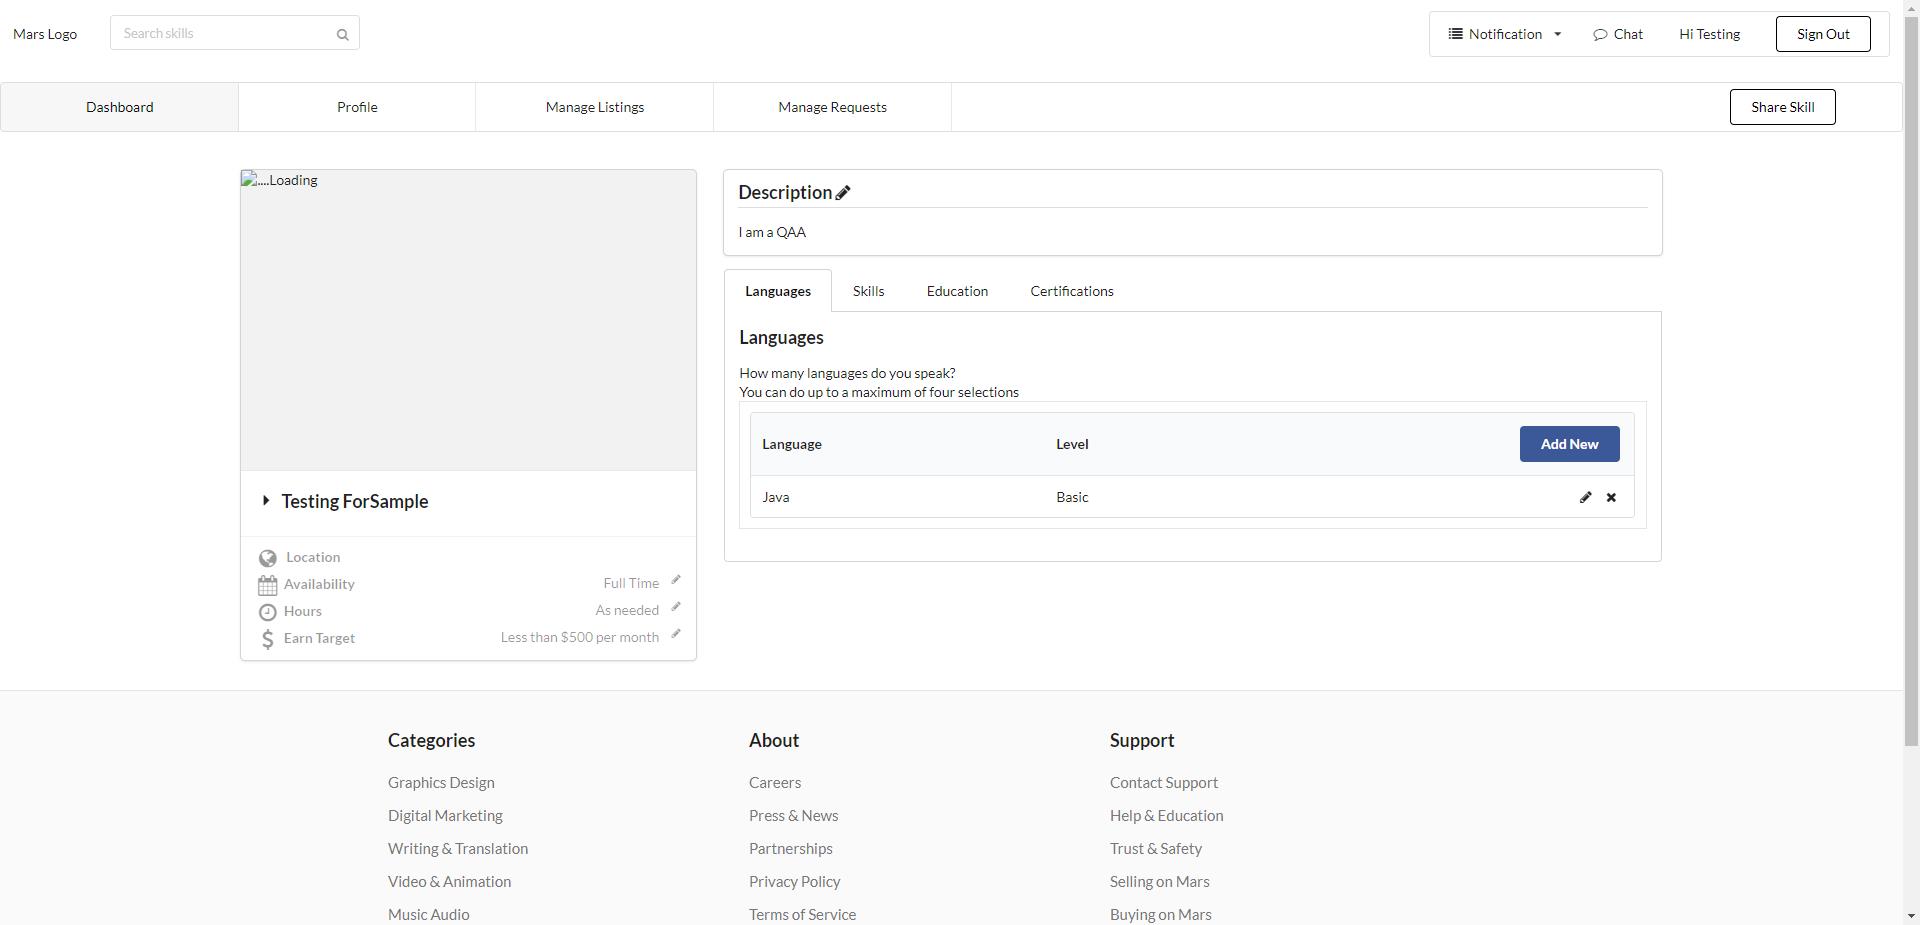 Mars Logo
Search skills
Notification
Chat
Hi Testing
Sign Out
Dashboard
Profile
Manage Listings
Manage Requests
Share Skill
....Loading
Testing ForSample
Location
Availability
Full Time
Hours
As needed
Earn Target
Less than $500 per month
Description
I am a QAA
Languages
Skills
Education
Certifications
Languages
How many languages do you speak?
You can do up to a maximum of four selections
Language
Level
Add New
Java
Basic
Categories
Graphics Design
Digital Marketing
Writing & Translation
Video & Animation
Music Audio
About
Careers
Press & News
Partnerships
Privacy Policy
Terms of Service
Support
Contact Support
Help & Education
Trust & Safety
Selling on Mars
Buying on Mars